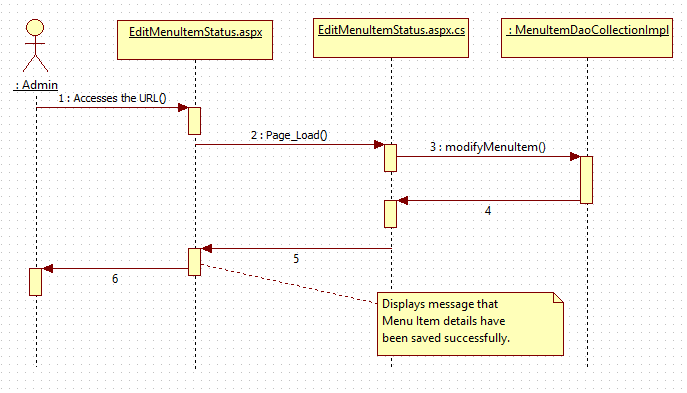 EditMenuItemStatus.aspx
EditMenuItemStatus.aspx.cs
: MenuItemDaoCollectionImpl
: Admin
1 : Accesses the URL()
2 : Page_Load()
3 : modifyMenuItem()
4
5
6
Displays message that
Menu Item details have
been saved successfully.